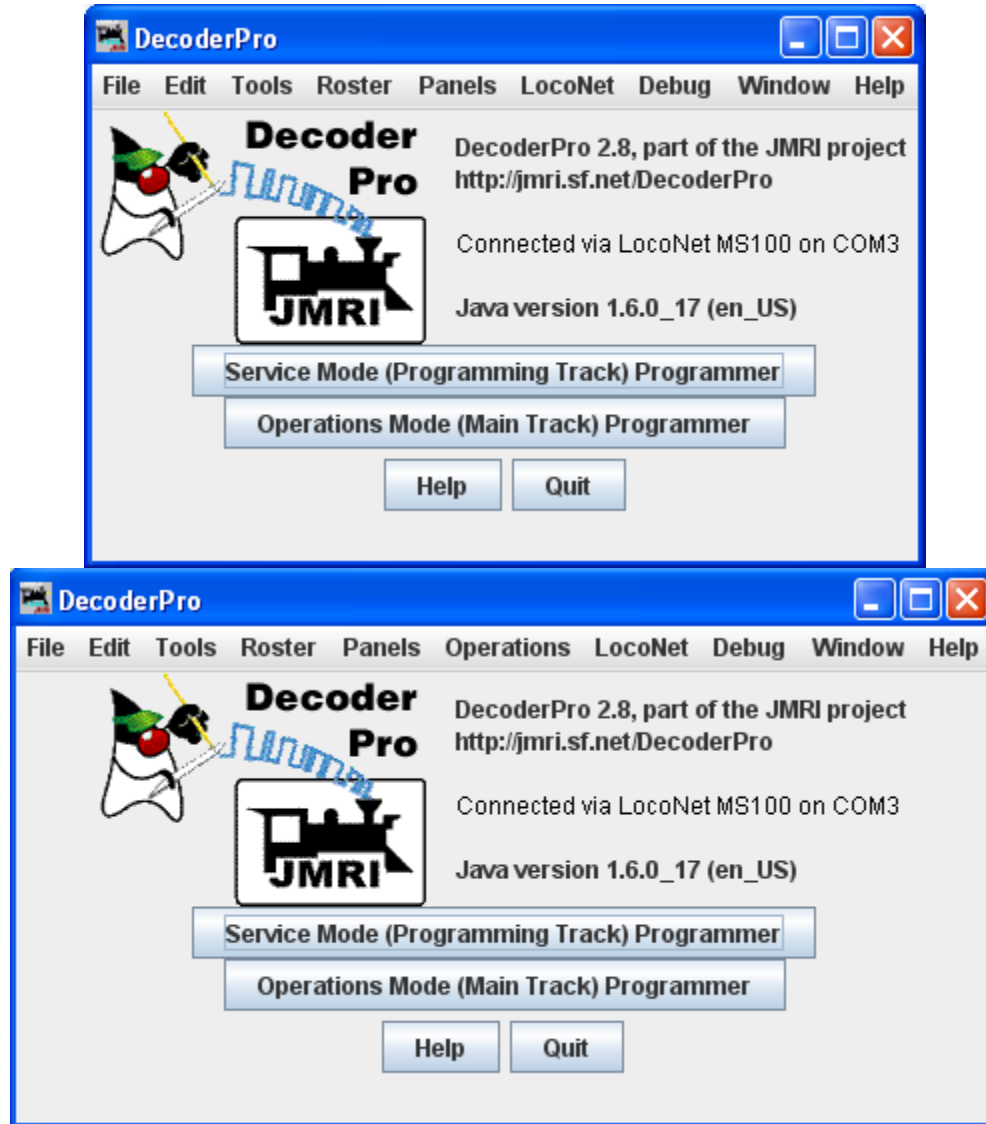 DecoderPro
File Edit Tools Roster Panels LocoNet Debug Window Help
Decoder
Pro
JMRI
DecoderPro 2.8, part of the JMRI project
http://jmri.sf.net/DecoderPro
Connected via LocoNet MS100 on COM3
Java version 1.6.0_17 (en_US)
Service Mode (Programming Track) Programmer
Operations Mode (Main Track) Programmer
Help Quit
DecoderPro
File Edit Tools Roster Panels Operations LocoNet Debug Window Help
Decoder
Pro
JMRI
DecoderPro 2.8, part of the JMRI project
http://jmri.sf.net/DecoderPro
Connected via LocoNet MS100 on COM3
Java version 1.6.0_17 (en_US)
Service Mode (Programming Track) Programmer
Operations Mode (Main Track) Programmer
Help Quit